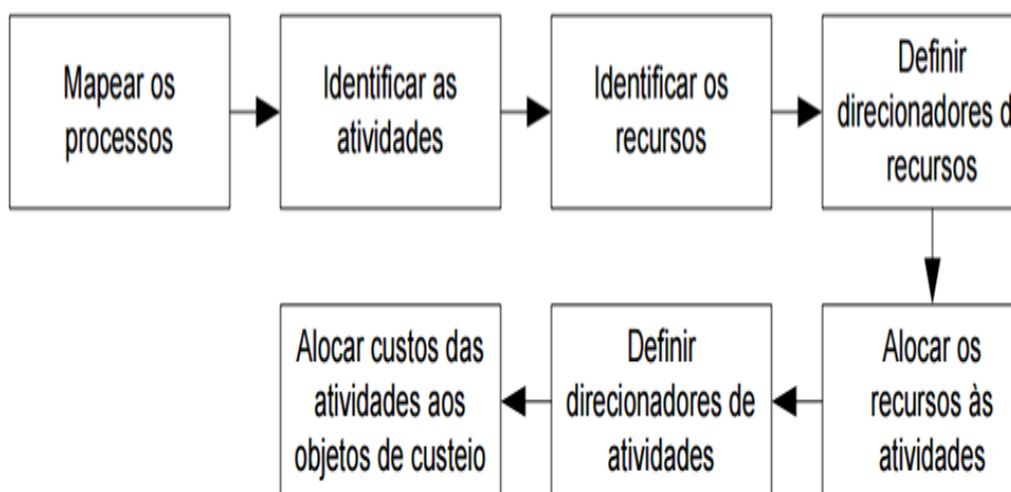 Mapear os
processos
Identificar as
atividades
Identificar os
recursos
Definir
direcionadores d
recursos
Alocar os
recursos às
atividades
Definir
direcionadores de
atividades
Alocar custos das
atividades aos
objetos de custeio